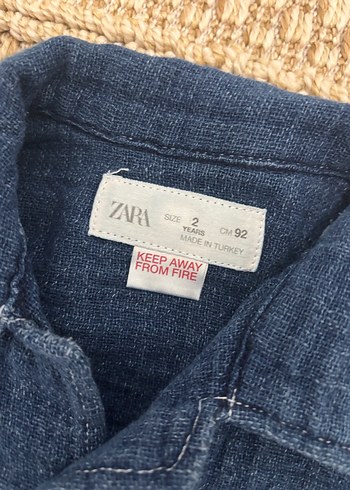 ZARA SIZE 2 CM 92
YEARS
MADE IN TURKEY
KEEP AWAY
FROM FIRE